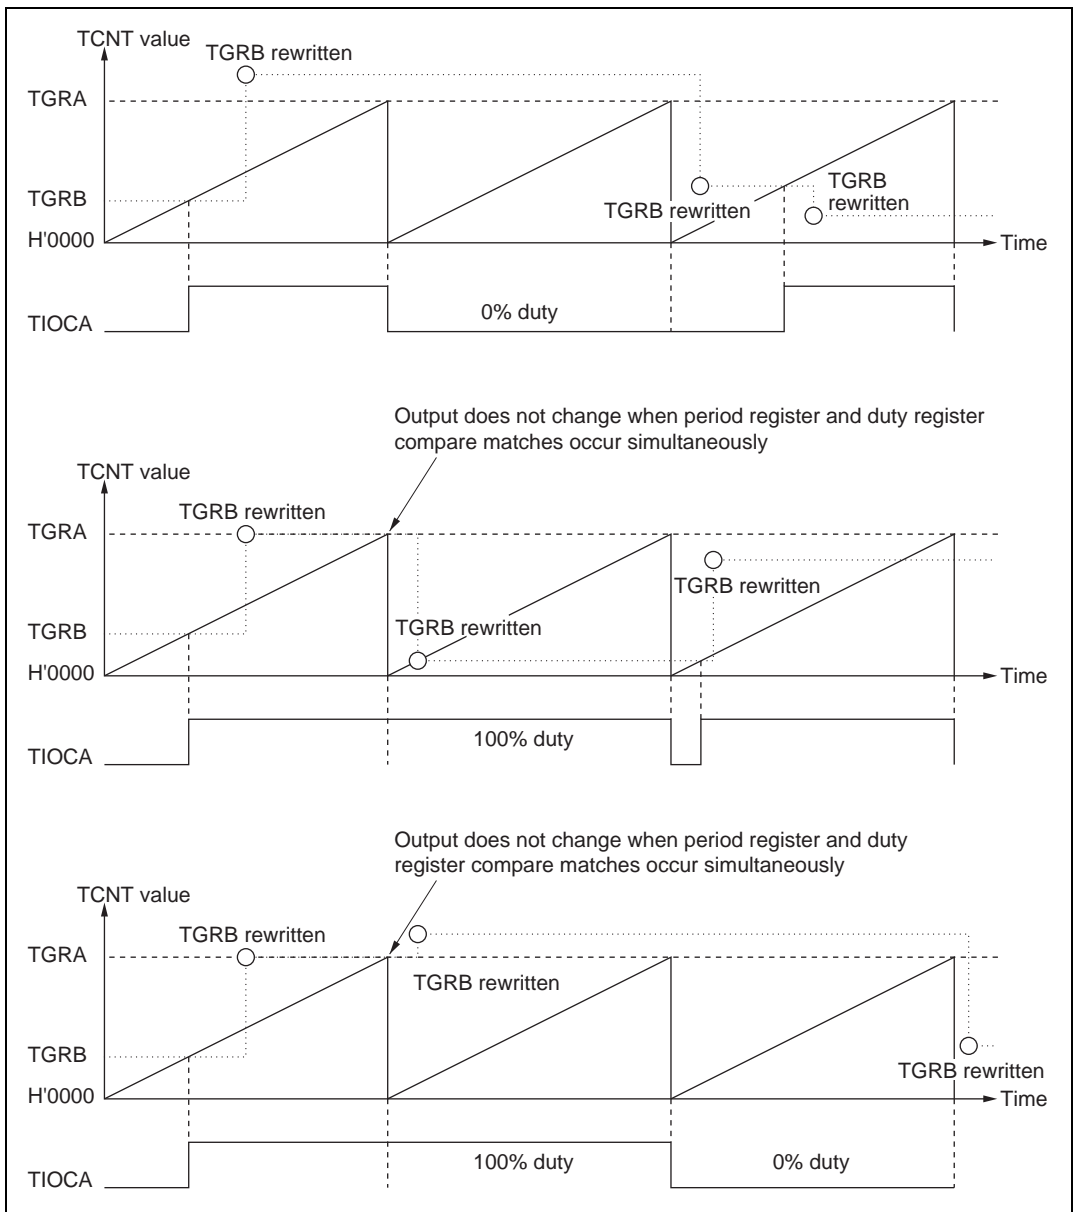 TCNT value
TGRB rewritten
TGRA
TGRB
TGRB
rewritten
TGRB rewritten
H'0000
Time
0% duty
TIOCA
Output does not change when period register and duty register
compare matches occur simultaneously
TCNT value
TGRB rewritten
TGRA
TGRB rewritten
TGRB
TGRB rewritten
H'0000
Time
100% duty
TIOCA
Output does not change when period register and duty
register compare matches occur simultaneously
TCNT value
TGRB rewritten
TGRA
TGRB rewritten
TGRB
TGRB rewritten
H'0000
Time
100% duty
0% duty
TIOCA